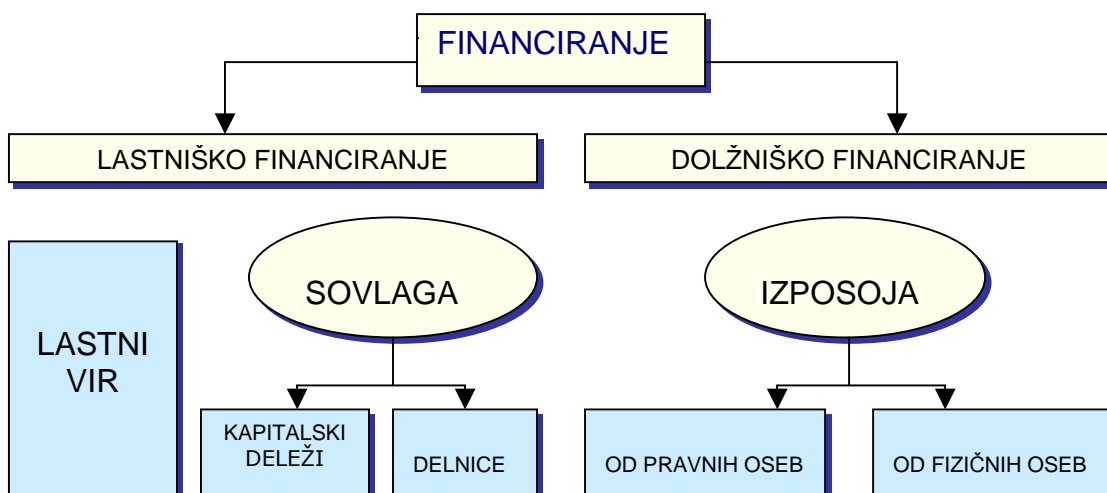 FINANCIRANJE
LASTNIŠKO FINANCIRANJE
DOLŽNIŠKO FINANCIRANJE
SOVLAGA
IZPOSOJA
LASTNI
VIR
KAPITALSKI
DELEŽI
DELNICE
OD PRAVNIH OSEB
OD FIZIČNIH OSEB